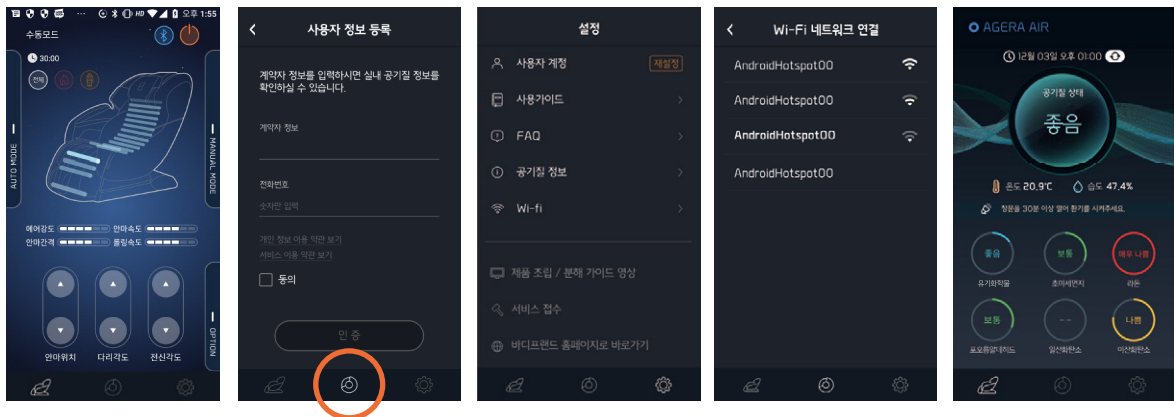 오후 1:55
수동모드
30:00
전체
AUTO MODE
MANUAL MODE
에어강도
안마속도
안마간격
롤링속도
안마위치
다리각도
전신각도
OPTION
사용자 정보 등록
계약자 정보를 입력하시면 실내 공기질 정보를
확인하실 수 있습니다.
계약자 정보
전화번호
숫자만 입력
개인 정보 이용 약관 보기
서비스 이용 약관 보기
동의
인증
설정
사용자 계정
재설정
사용가이드
FAQ
공기질 정보
Wi-fi
제품 조립 / 분해 가이드 영상
서비스 접수
바디프랜드 홈페이지로 바로가기
Wi-Fi 네트워크 연결
AndroidHotspot00
AndroidHotspot00
AndroidHotspot00
AndroidHotspot00
AGERA AIR
12월 03일 오후 01:00
공기질 상태
좋음
온도 20.9℃
습도 47.4%
창문을 30분 이상 열어 환기를 시켜주세요.
좋음
보통
매우 나쁨
유기화학물
초미세먼지
라돈
보통
--
나쁨
포오름알데히드
일산화탄소
이산화탄소